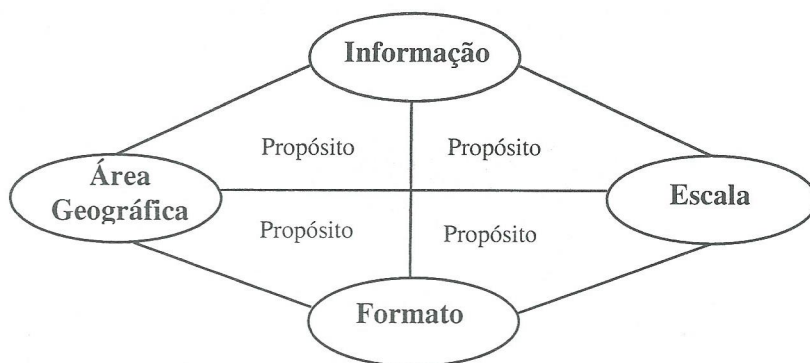 Informação
Propósito
Propósito
Área
Geográfica
Escala
Propósito
Propósito
Formato